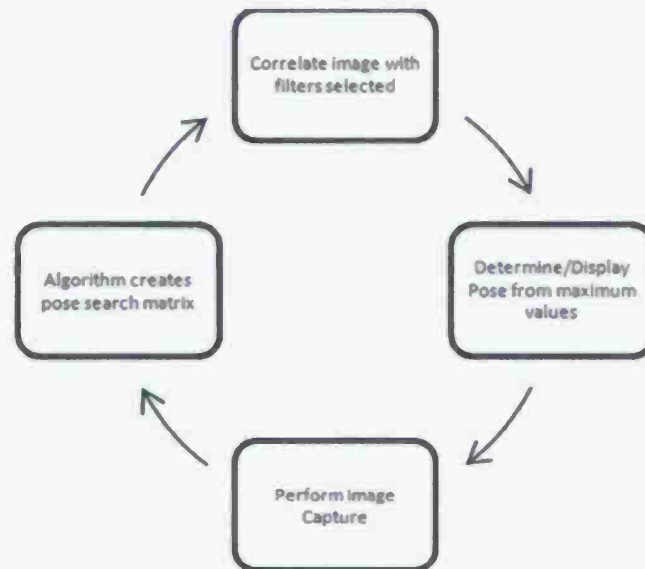 Correlate image with
filters selected
Algorithm creates
pose search matrix
Determine/Display
Pose from maximum
values
Perform Image
Capture